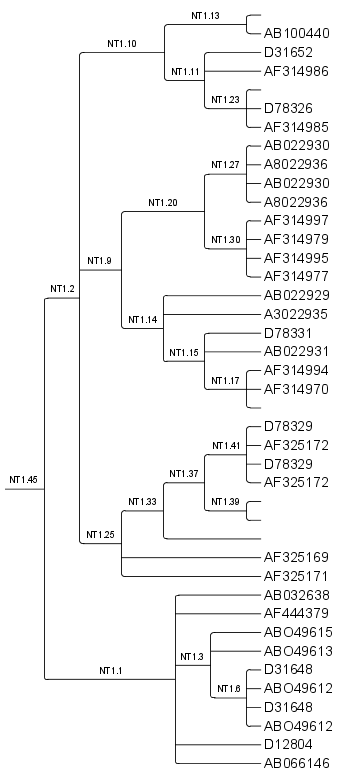 NT1.13
AB100440
NT1.10
D31652
NT1.11
AF314986
NT1.23
D78326
AF314985
AB022930
NT1.27
A8022936
AB022930
A8022936
NT1.20
AF314997
NT1.30
AF314979
AF314995
NT1.9
AF314977
NT1.2
AB022929
NT1.14
A3022935
D78331
NT1.15
AB022931
AF314994
NT1.17
AF314970
D78329
NT1.41
AF325172
D78329
NT1.37
AF325172
NT1.45
NT1.33
NT1.39
NT1.25
AF325169
AF325171
AB032638
AF444379
ABO49615
NT1.3
ABO49613
NT1.1
D31648
NT1.6
ABO49612
D31648
ABO49612
D12804
AB066146